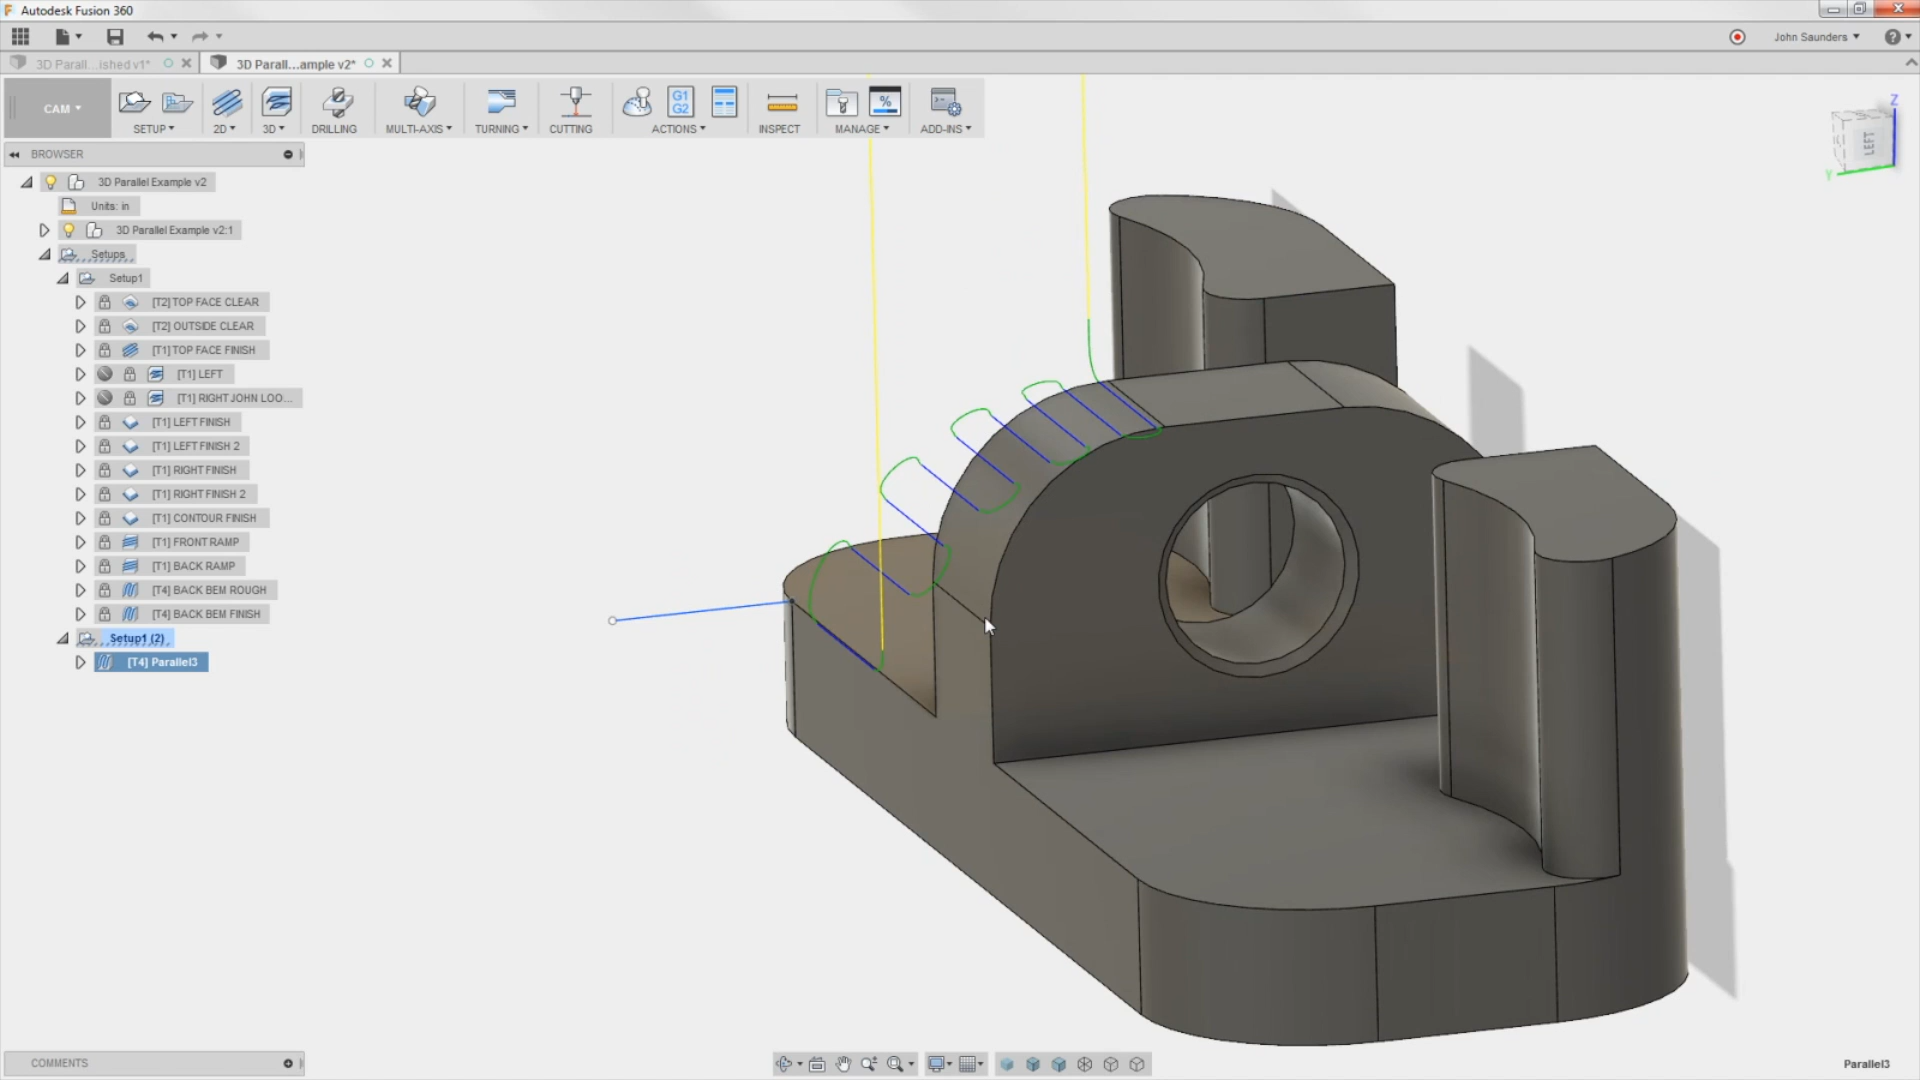 Autodesk Fusion 360
John Saunders
3D Parall...ished v1*
3D Parall...ample v2*
CAM
SETUP
2D
3D
DRILLING
MULTI-AXIS
TURNING
CUTTING
G1
G2
ACTIONS
INSPECT
%
MANAGE
ADD-INS
Z
LEFT
Y
BROWSER
3D Parallel Example v2
Units: in
3D Parallel Example v2:1
Setups
Setup1
[T2] TOP FACE CLEAR
[T2] OUTSIDE CLEAR
[T1] TOP FACE FINISH
[T1] LEFT
[T1] RIGHT JOHN LOO...
[T1] LEFT FINISH
[T1] LEFT FINISH 2
[T1] RIGHT FINISH
[T1] RIGHT FINISH 2
[T1] CONTOUR FINISH
[T1] FRONT RAMP
[T1] BACK RAMP
[T4] BACK BEM ROUGH
[T4] BACK BEM FINISH
Setup1 (2)
[T4] Parallel3
COMMENTS
Parallel3